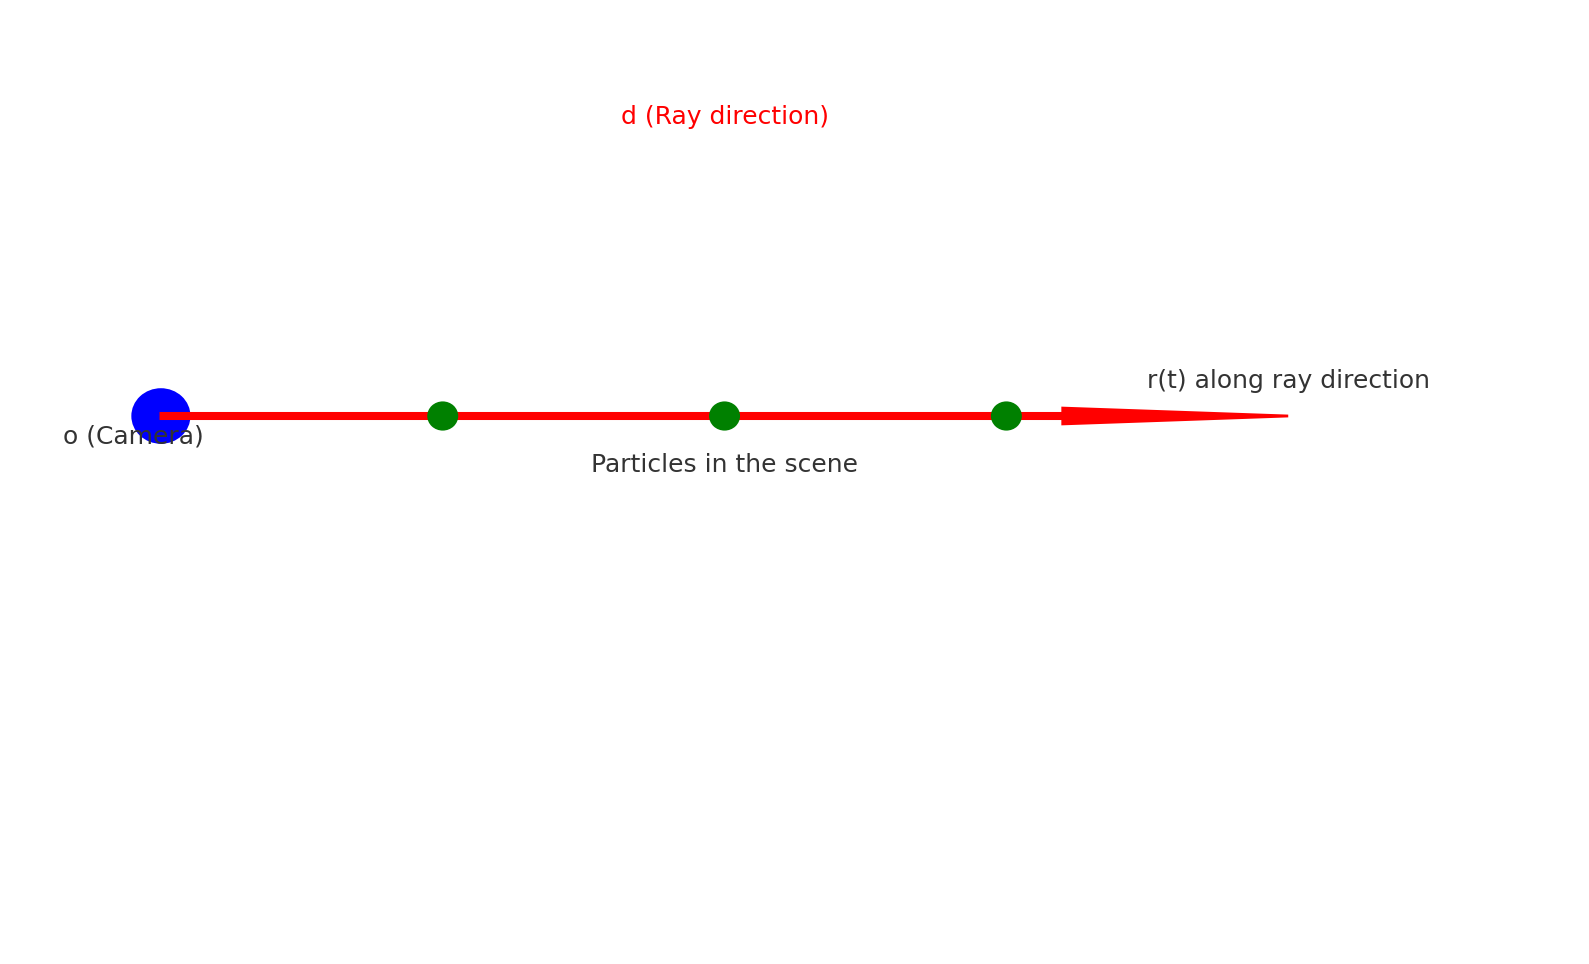 d (Ray direction)
r(t) along ray direction
o (Camera)
Particles in the scene